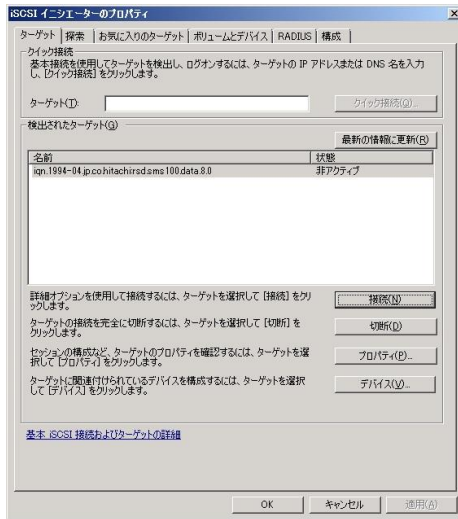 iSCSI イニシエーターのプロパティ
ターゲット 探索 お気に入りのターゲット ボリュームとデバイス RADIUS 構成
クイック接続
基本接続を使用してターゲットを検出し、ログオンするには、ターゲットの IP アドレスまたは DNS 名を入力
し、[クイック接続] をクリックします。
ターゲット(T): クイック接続(Q)...
検出されたターゲット(G)
最新の情報に更新(R)
名前 状態
iqn.1994-04.jp.co.hitachi:rsd.sms100.data.8.0 非アクティブ
詳細オプションを使用して接続するには、ターゲットを選択して [接続] をクリ
ックします。 接続(N)
ターゲットの接続を完全に切断するには、ターゲットを選択して [切断] を
クリックします。 切断(D)
セッションの構成など、ターゲットのプロパティを確認するには、ターゲットを選
択して [プロパティ] をクリックします。 プロパティ(P)...
ターゲットに関連付けられているデバイスを構成するには、ターゲットを選択
して [デバイス] をクリックします。 デバイス(V)...
基本 iSCSI 接続およびターゲットの詳細
OK キャンセル 適用(A)